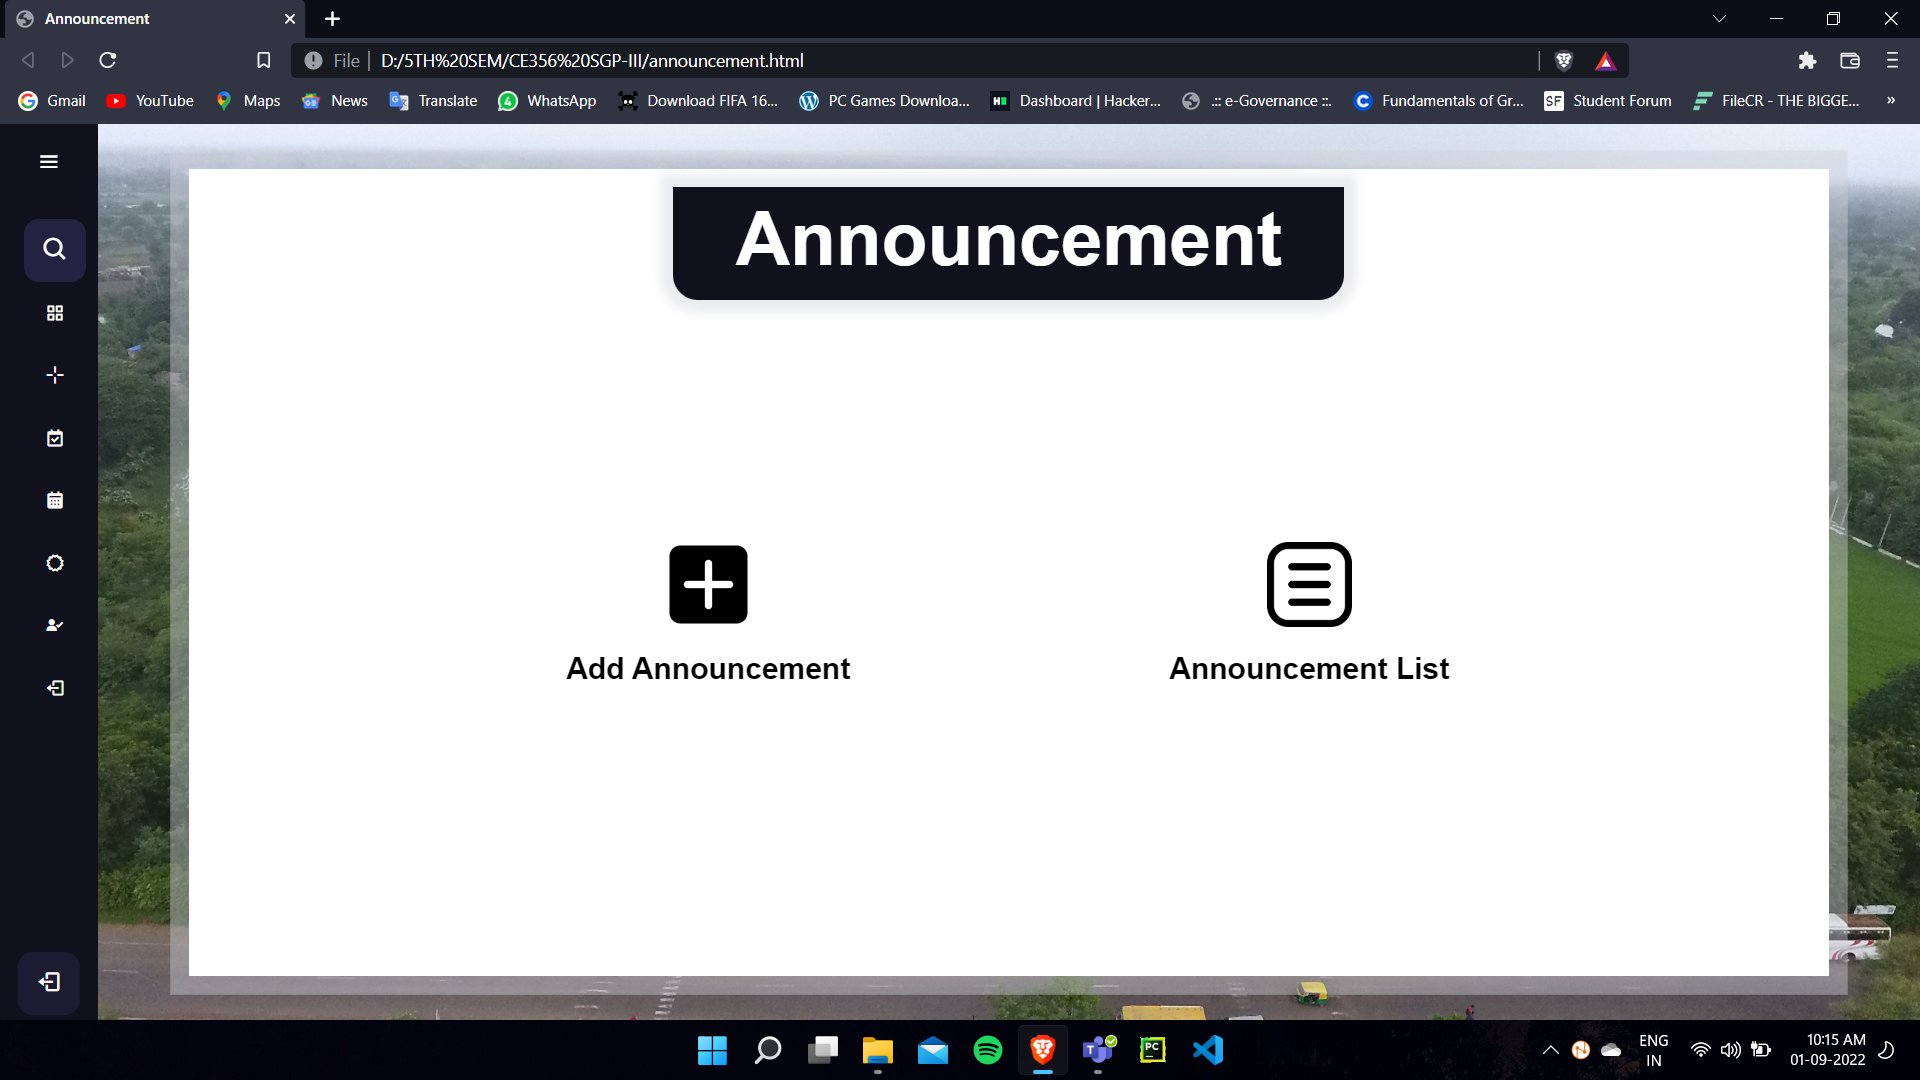 Announcement
File
D:/5TH%20SEM/CE356%20SGP-III/announcement.html
Gmail
YouTube
Maps
News
Translate
WhatsApp
Download FIFA 16...
PC Games Downloa...
Dashboard | Hacker...
.:: e-Governance ::.
Fundamentals of Gr...
SF
Student Forum
FileCR - THE BIGGE...
Announcement
Add Announcement
Announcement List
PC
ENG
IN
10:15 AM
01-09-2022